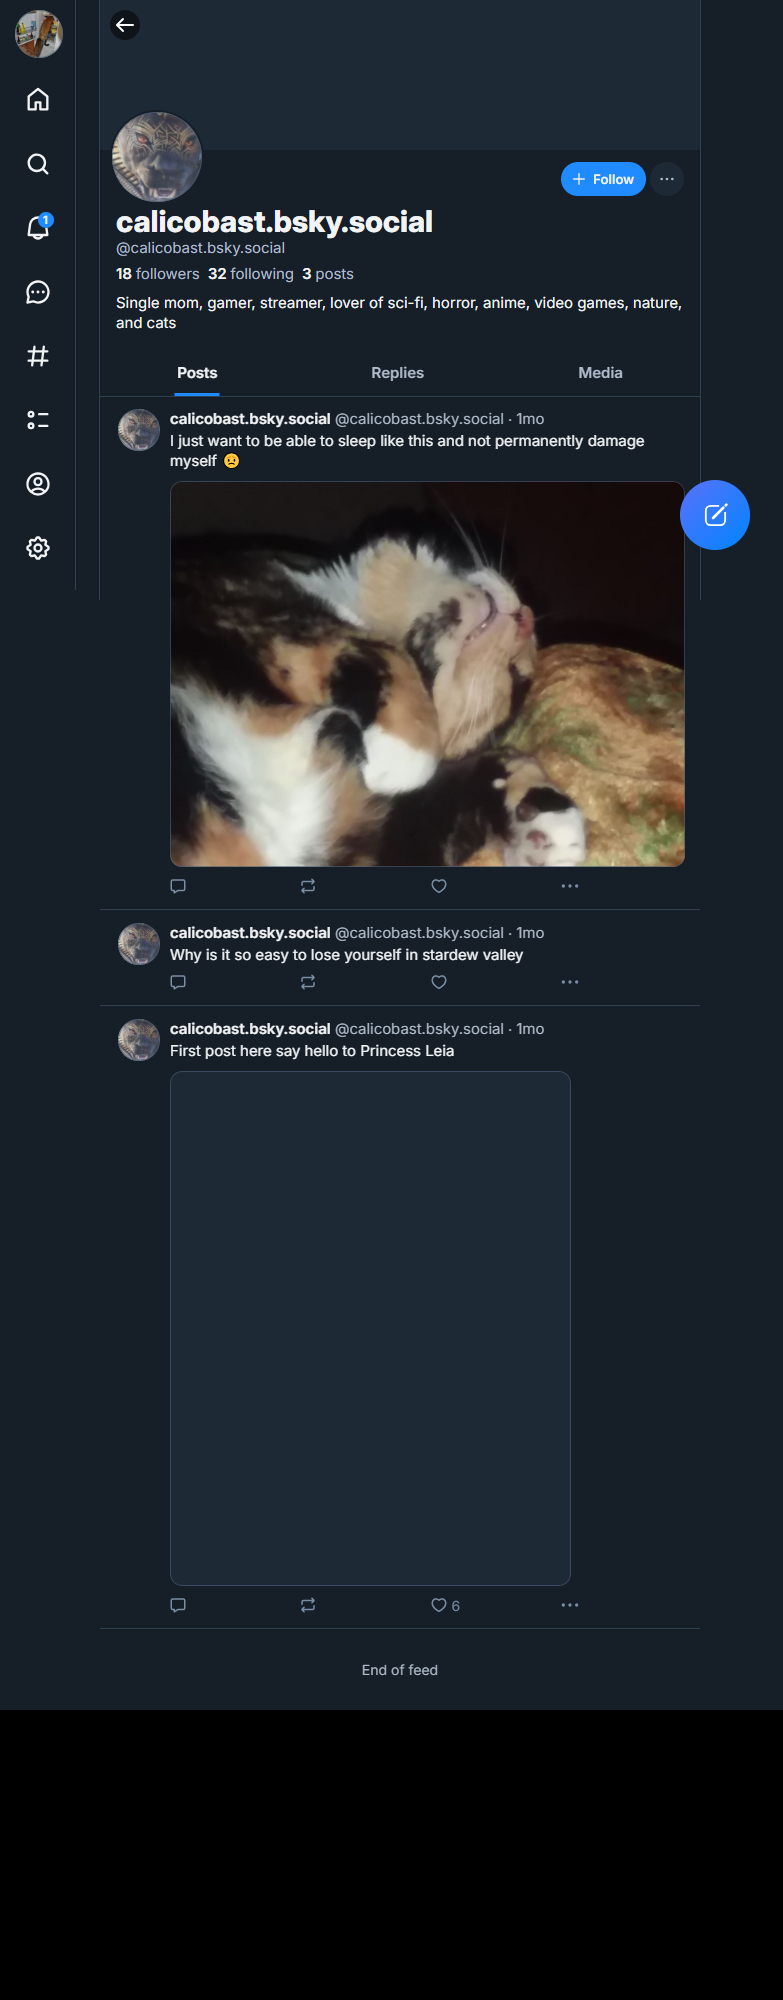 1
+ Follow
calicobast.bsky.social
@calicobast.bsky.social
18 followers 32 following 3 posts
Single mom, gamer, streamer, lover of sci-fi, horror, anime, video games, nature,
and cats
Posts Replies Media
calicobast.bsky.social @calicobast.bsky.social · 1mo
I just want to be able to sleep like this and not permanently damage
myself 😟
calicobast.bsky.social @calicobast.bsky.social · 1mo
Why is it so easy to lose yourself in stardew valley
calicobast.bsky.social @calicobast.bsky.social · 1mo
First post here say hello to Princess Leia
6
End of feed